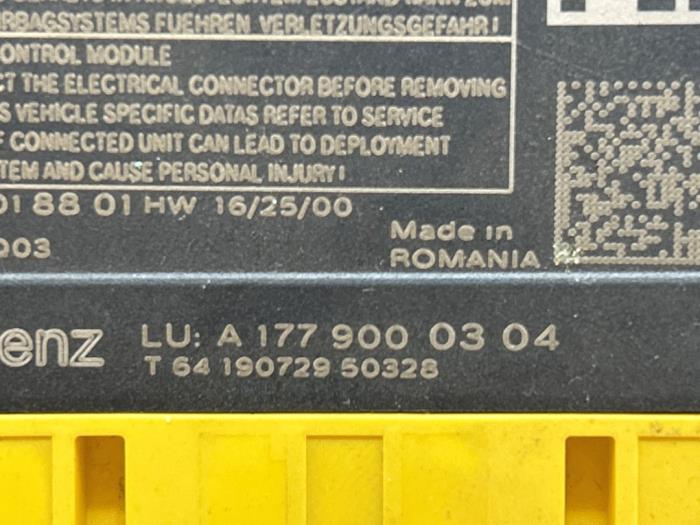 AIRBAGSYSTEMS FUEHREN. VERLETZUNGSGEFAHR!
ONTROL MODULE
CT THE ELECTRICAL CONNECTOR BEFORE REMOVING
S VEHICLE SPECIFIC DATAS REFER TO SERVICE
F CONNECTED UNIT CAN LEAD TO DEPLOYMENT
TEM AND CAUSE PERSONAL INJURY!
01 88 01 HW 16/25/00
003
Made in
ROMANIA
enz
LU: A 177 900 03 04
T 64 190729 50328